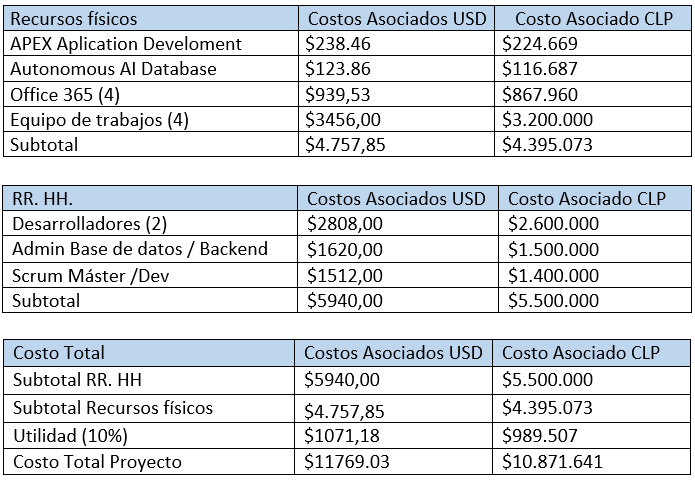 Recursos físicos Costos Asociados USD Costo Asociado CLP
APEX Aplication Develoment $238.46 $224.669
Autonomous AI Database $123.86 $116.687
Office 365 (4) $939,53 $867.960
Equipo de trabajos (4) $3456,00 $3.200.000
Subtotal $4.757,85 $4.395.073
RR. HH. Costos Asociados USD Costo Asociado CLP
Desarrolladores (2) $2808,00 $2.600.000
Admin Base de datos / Backend $1620,00 $1.500.000
Scrum Máster /Dev $1512,00 $1.400.000
Subtotal $5940,00 $5.500.000
Costo Total Costos Asociados USD Costo Asociado CLP
Subtotal RR. HH $5940,00 $5.500.000
Subtotal Recursos físicos $4.757,85 $4.395.073
Utilidad (10%) $1071,18 $989.507
Costo Total Proyecto $11769.03 $10.871.641